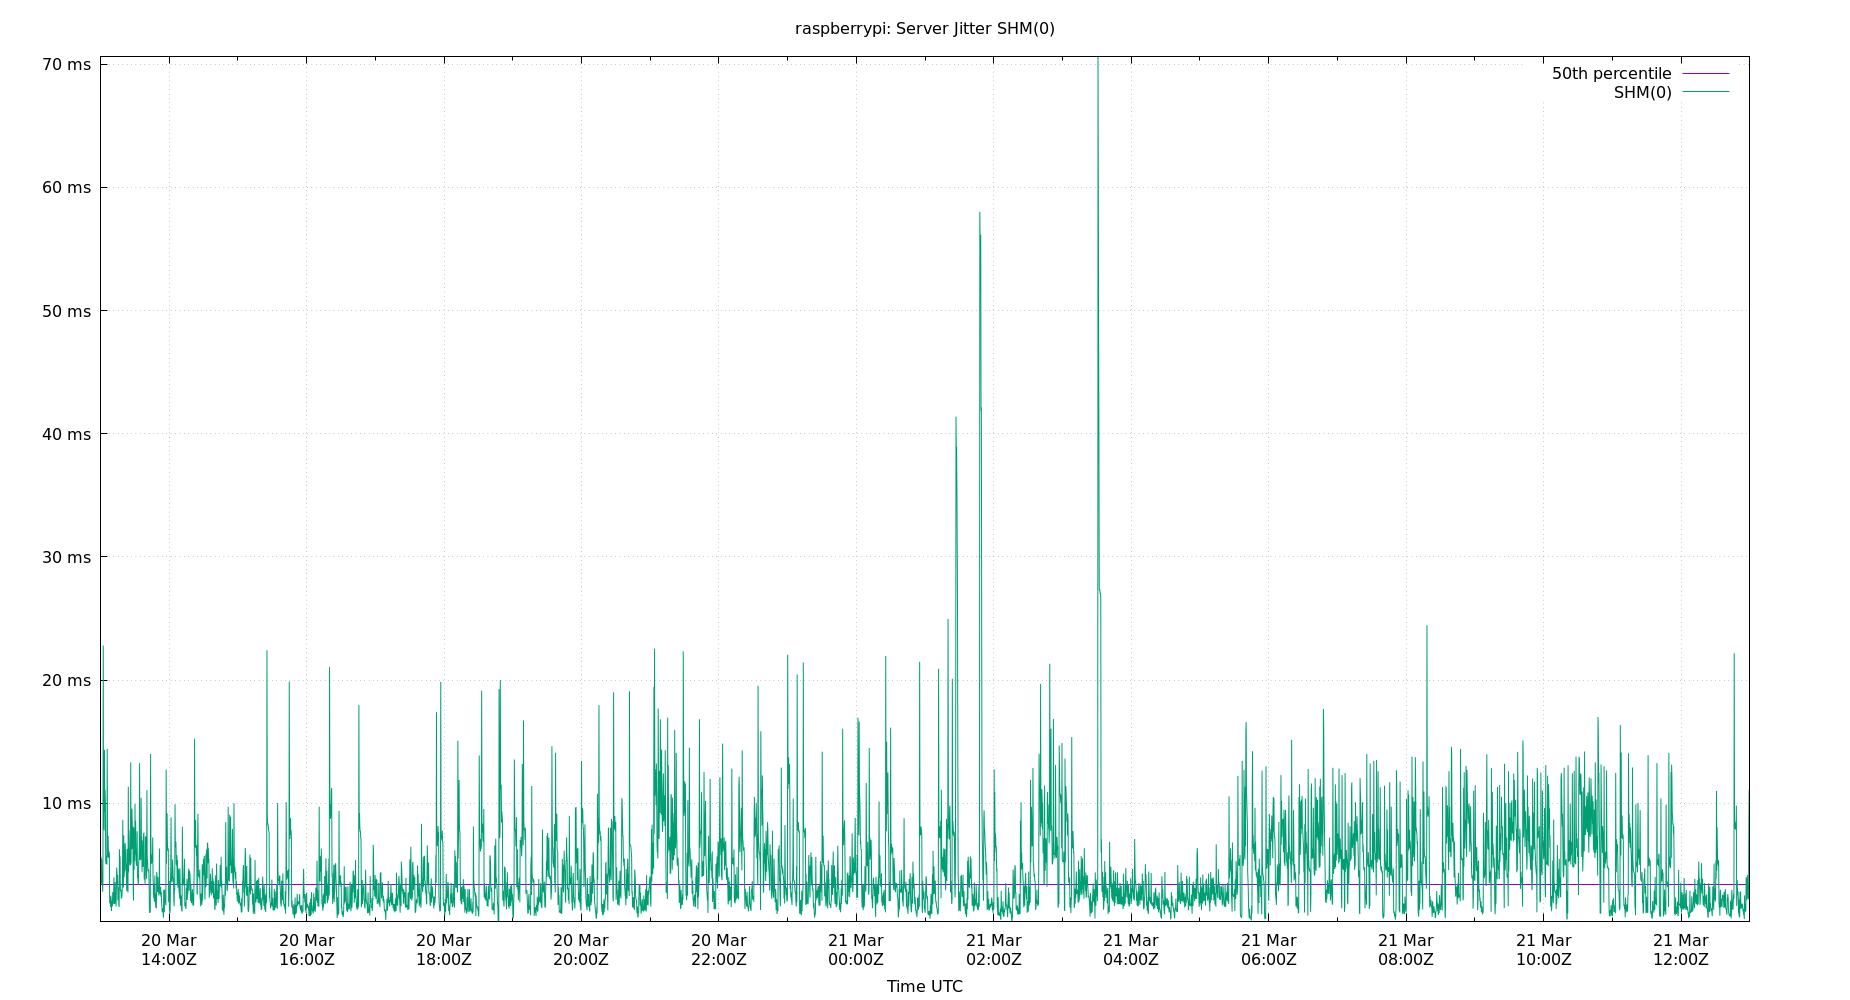 raspberrypi: Server Jitter SHM(0)
70 ms
50th percentile
SHM(0)
60 ms
50 ms
40 ms
30 ms
20 ms
10 ms
20 Mar 20 Mar 20 Mar 20 Mar 20 Mar 21 Mar 21 Mar 21 Mar 21 Mar 21 Mar 21 Mar 21 Mar
14:00Z 16:00Z 18:00Z 20:00Z 22:00Z 00:00Z 02:00Z 04:00Z 06:00Z 08:00Z 10:00Z 12:00Z
Time UTC